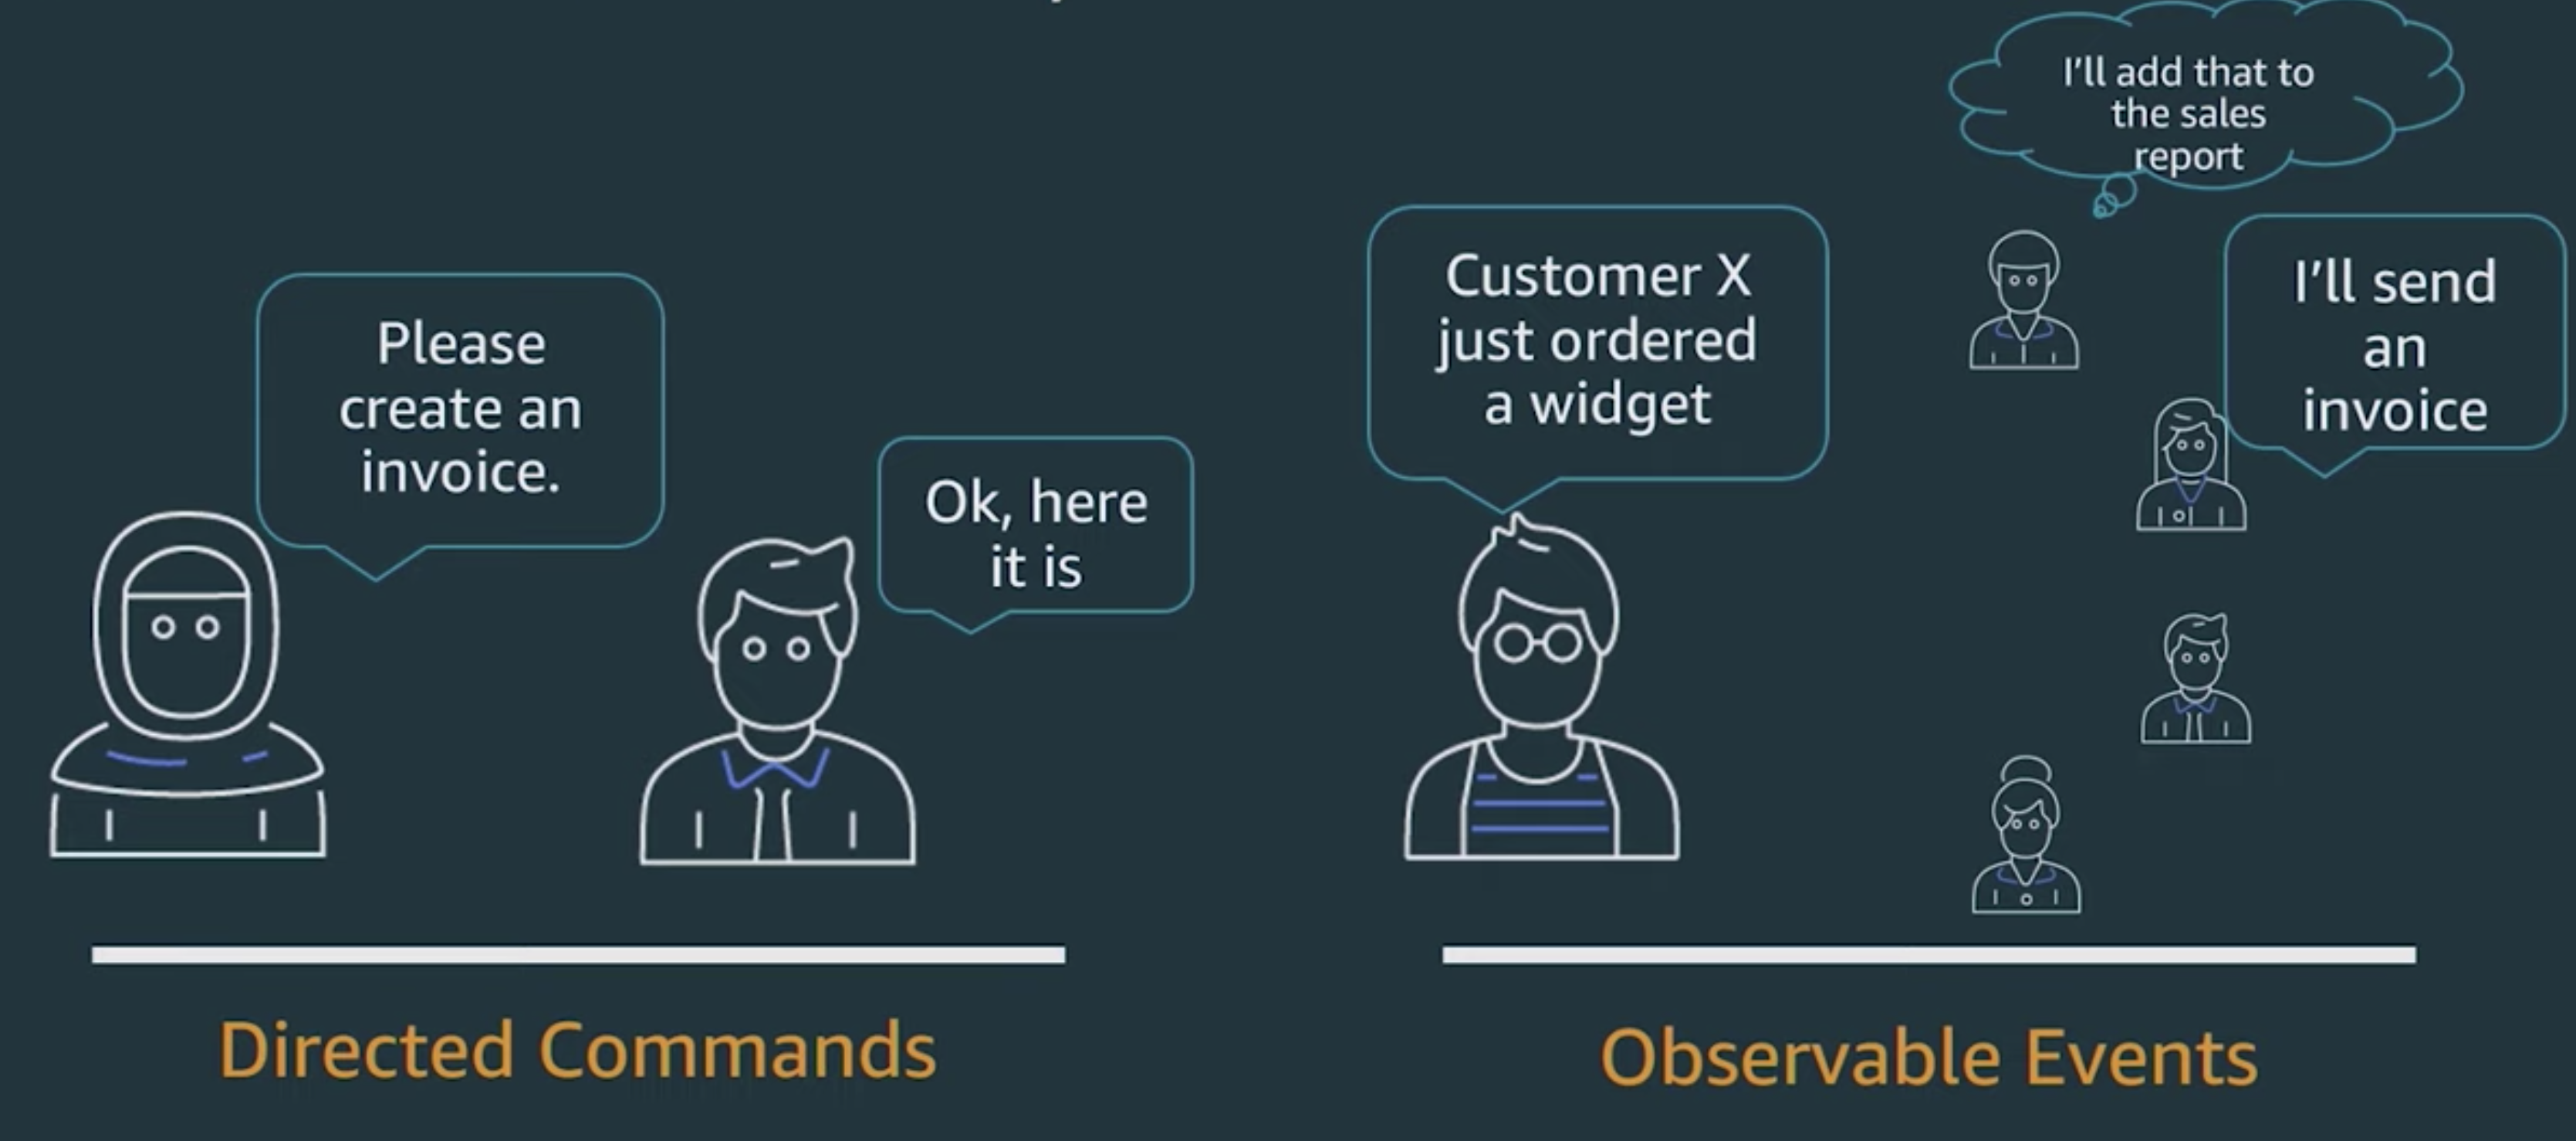 Please
create an
invoice.
Ok, here
it is
Directed Commands
Customer X
just ordered
a widget
I'll add that to
the sales
report
I'll send
an
invoice
Observable Events